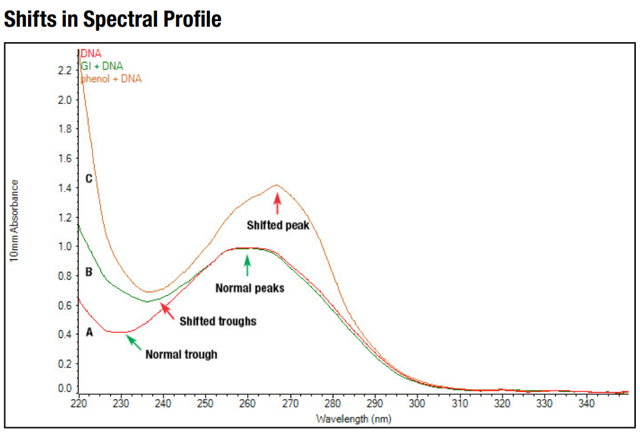 Shifts in Spectral Profile
DNA
GI + DNA
phenol + DNA
2.2
2.0
1.8
1.6
1.4
1.2
1.0
0.8
0.6
0.4
0.2
0.0
10mm Absorbance
C
B
A
Shifted peak
Normal peaks
Shifted troughs
Normal trough
220 230 240 250 260 270 280 290 300 310 320 330 340
Wavelength (nm)